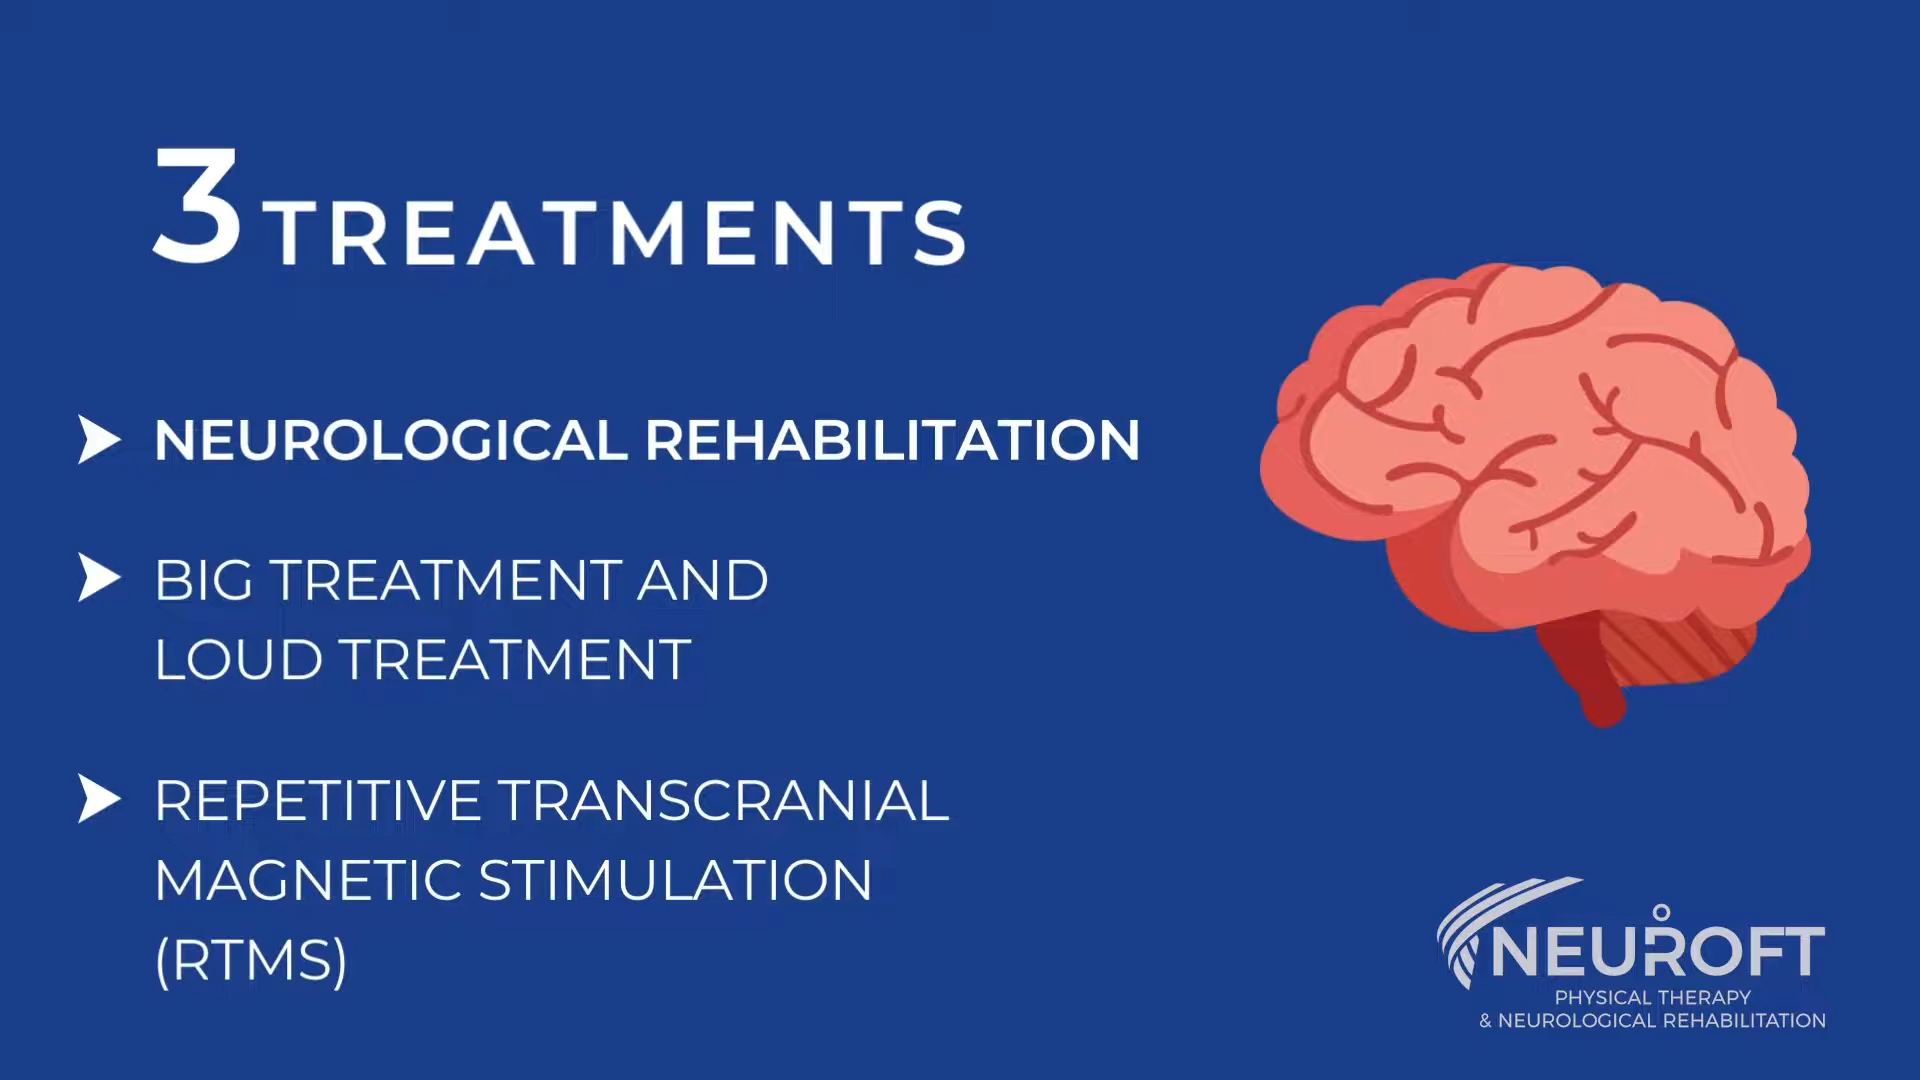 3 TREATMENTS
NEUROLOGICAL REHABILITATION
BIG TREATMENT AND
LOUD TREATMENT
REPETITIVE TRANSCRANIAL
MAGNETIC STIMULATION
(RTMS)
NEUROFT
PHYSICAL THERAPY
& NEUROLOGICAL REHABILITATION